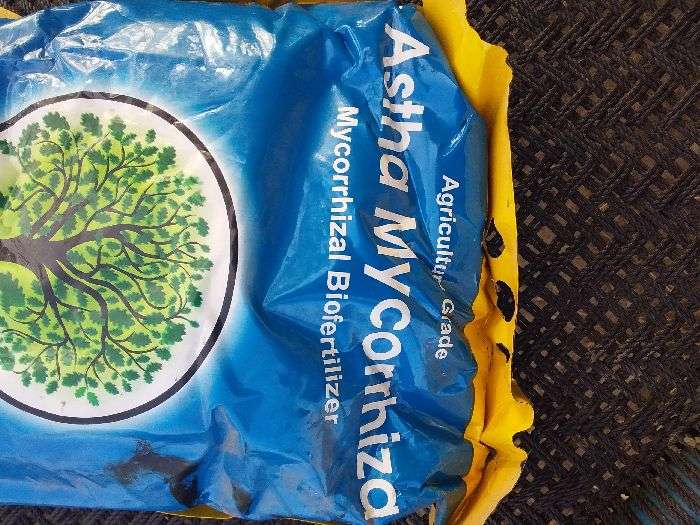 Agriculture Grade
Astha Mycorrhiza
Mycorrhizal Biofertilizer